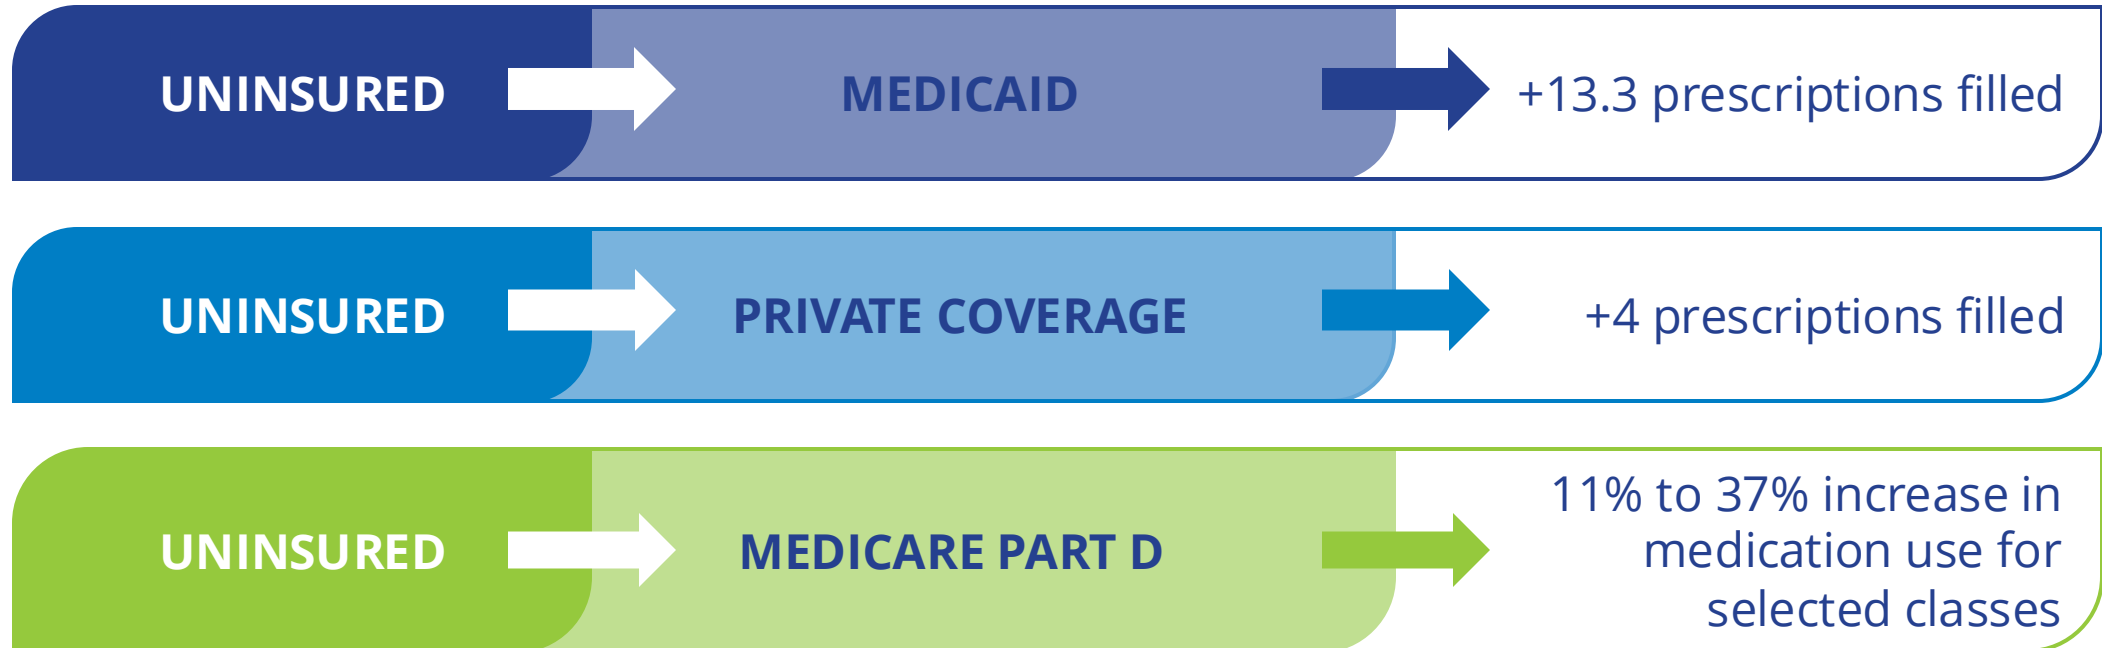 UNINSURED
MEDICAID
+13.3 prescriptions filled
UNINSURED
PRIVATE COVERAGE
+4 prescriptions filled
UNINSURED
MEDICARE PART D
11% to 37% increase in
medication use for
selected classes